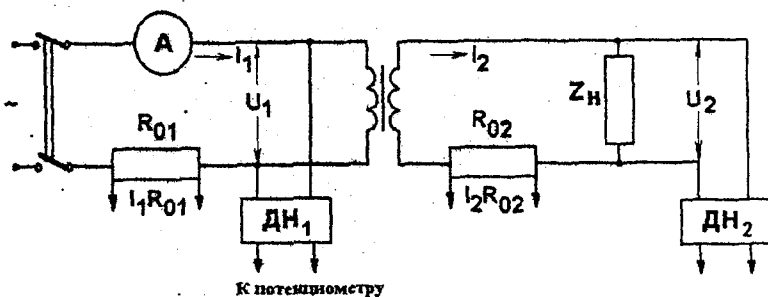 A
I₁
I₂
~
U₁
Zн
U₂
R₀₁
R₀₂
I₁R₀₁
I₂R₀₂
ДН₁
ДН₂
К потенциометру